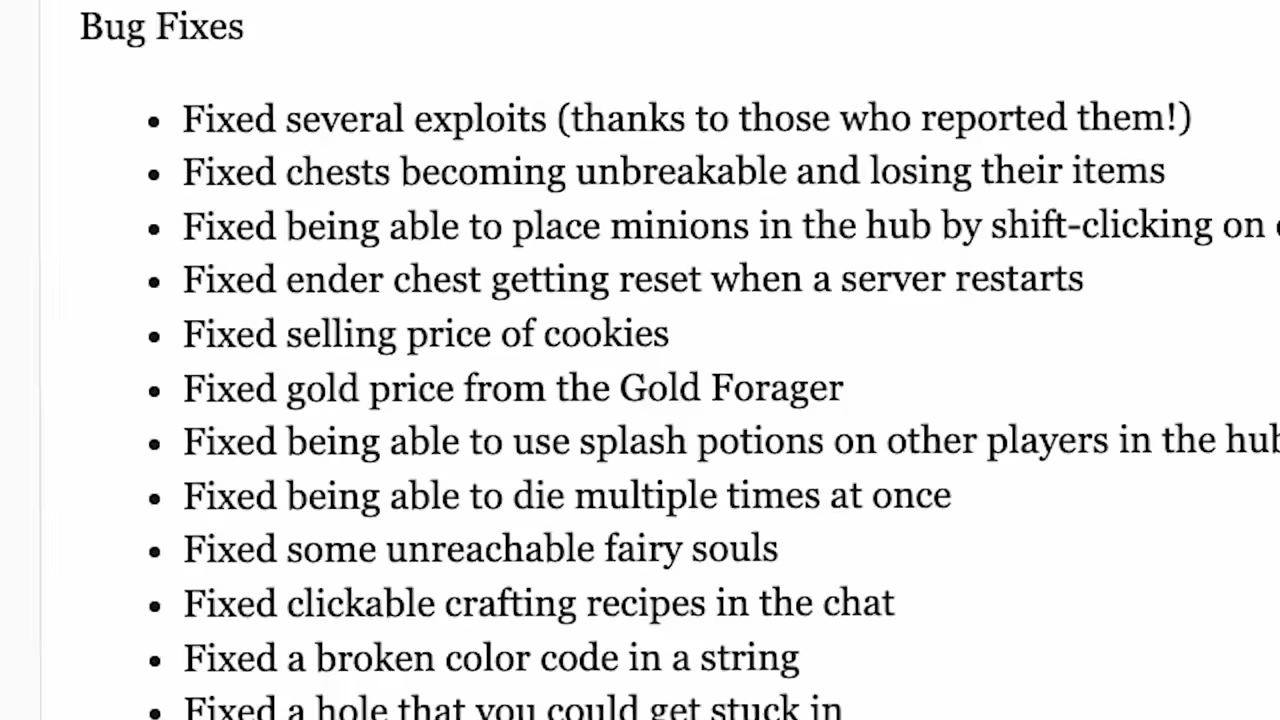 Bug Fixes
• Fixed several exploits (thanks to those who reported them!)
• Fixed chests becoming unbreakable and losing their items
• Fixed being able to place minions in the hub by shift-clicking on
• Fixed ender chest getting reset when a server restarts
• Fixed selling price of cookies
• Fixed gold price from the Gold Forager
• Fixed being able to use splash potions on other players in the hub
• Fixed being able to die multiple times at once
• Fixed some unreachable fairy souls
• Fixed clickable crafting recipes in the chat
• Fixed a broken color code in a string
• Fixed a hole that you could get stuck in